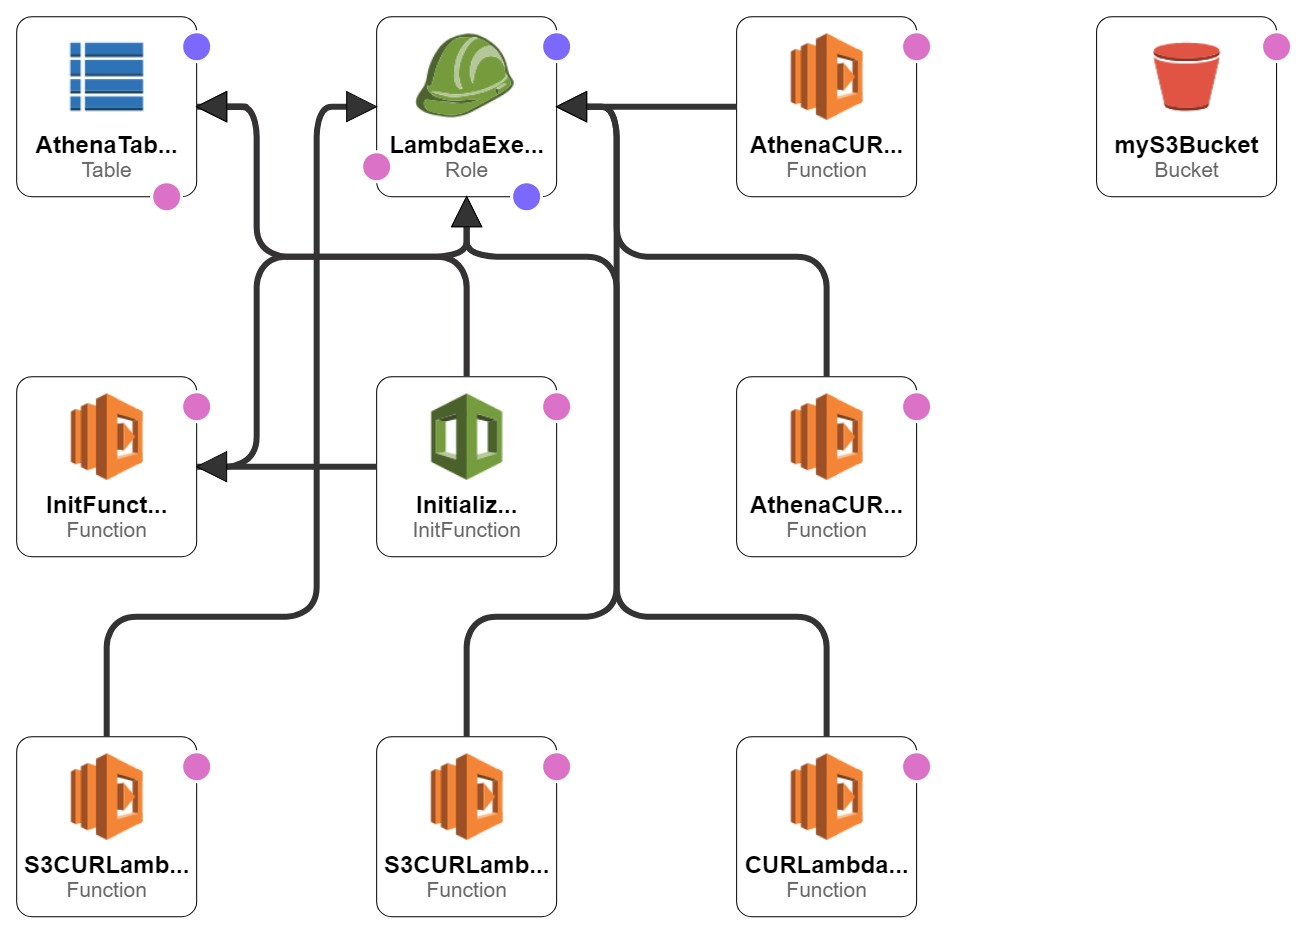 AthenaTab...
Table
LambdaExe...
Role
AthenaCUR...
Function
myS3Bucket
Bucket
InitFunct...
Function
Initializ...
InitFunction
AthenaCUR...
Function
S3CURLamb...
Function
S3CURLamb...
Function
CURLambda...
Function